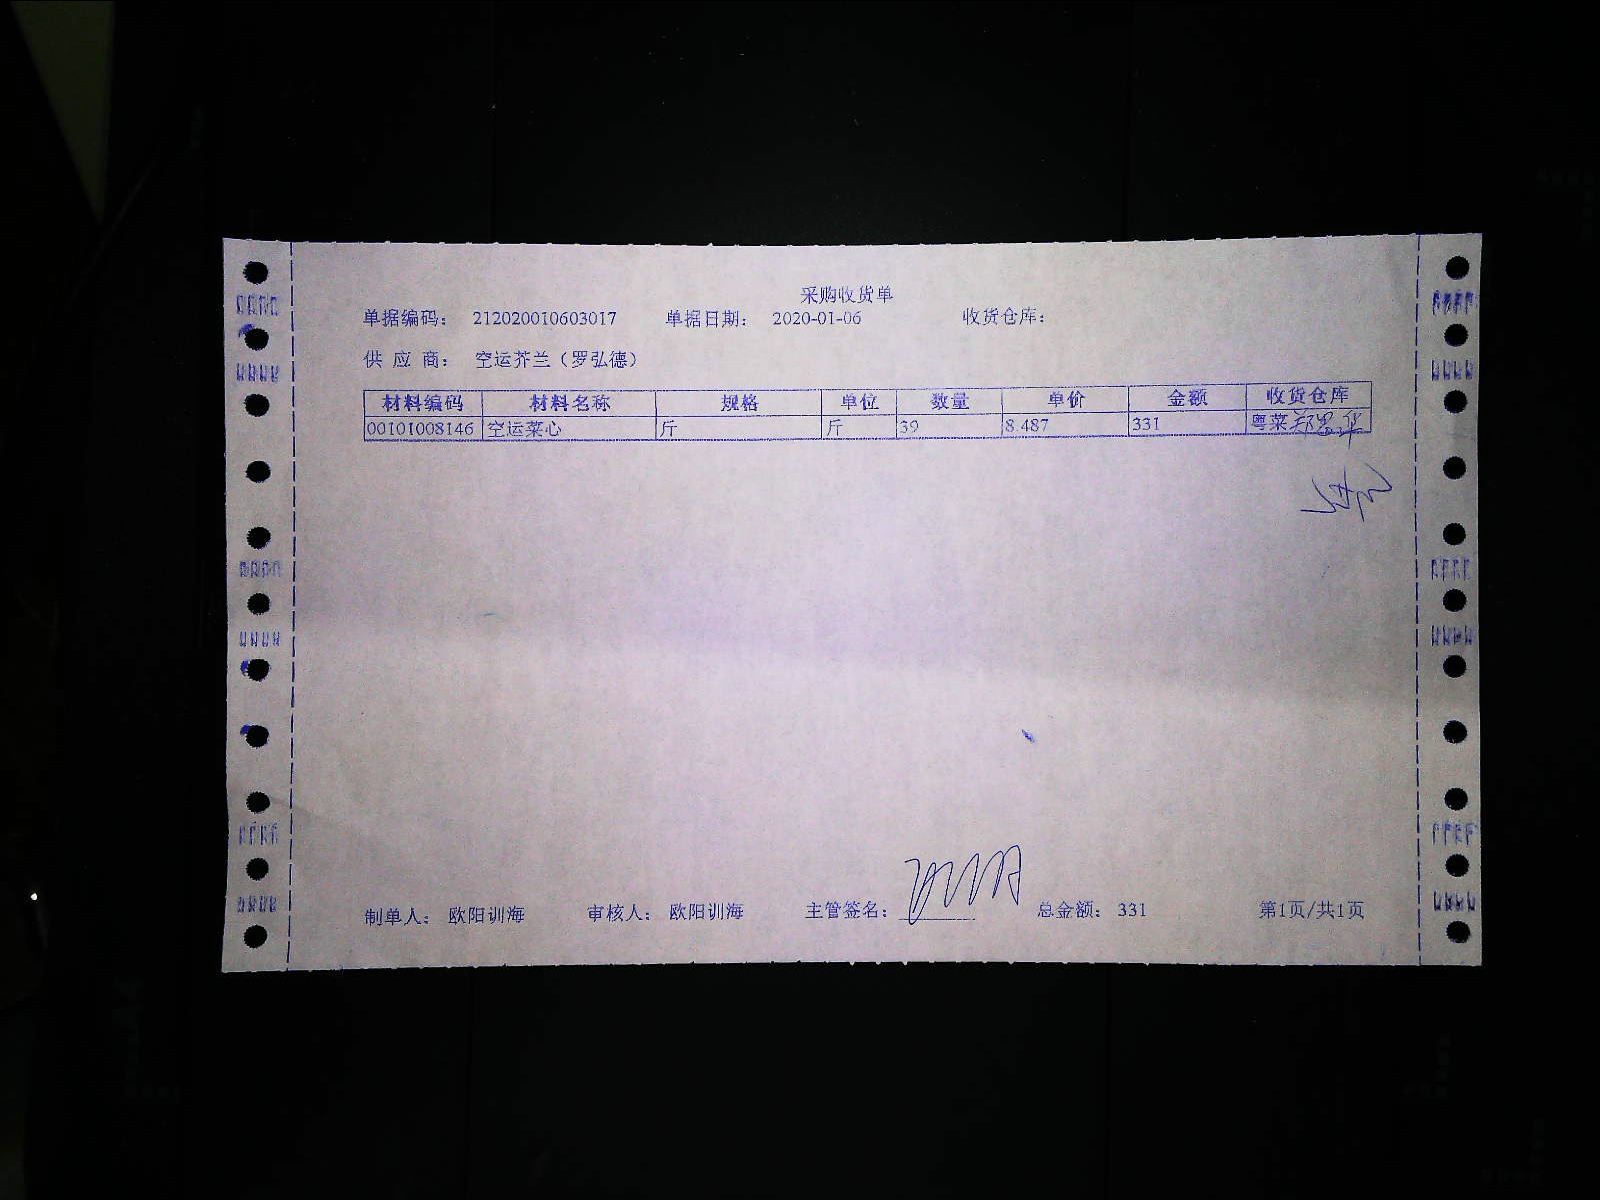 采购收货单
单据编码： 212020010603017 单据日期： 2020-01-06 收货仓库：
供 应 商： 空运芥兰（罗弘德）
材料编码 材料名称 规格 单位 数量 单价 金额 收货仓库
00101008146 空运菜心 斤 斤 39 8.487 331 粤菜
制单人： 欧阳训海 审核人： 欧阳训海 主管签名： 总金额： 331 第1页/共1页